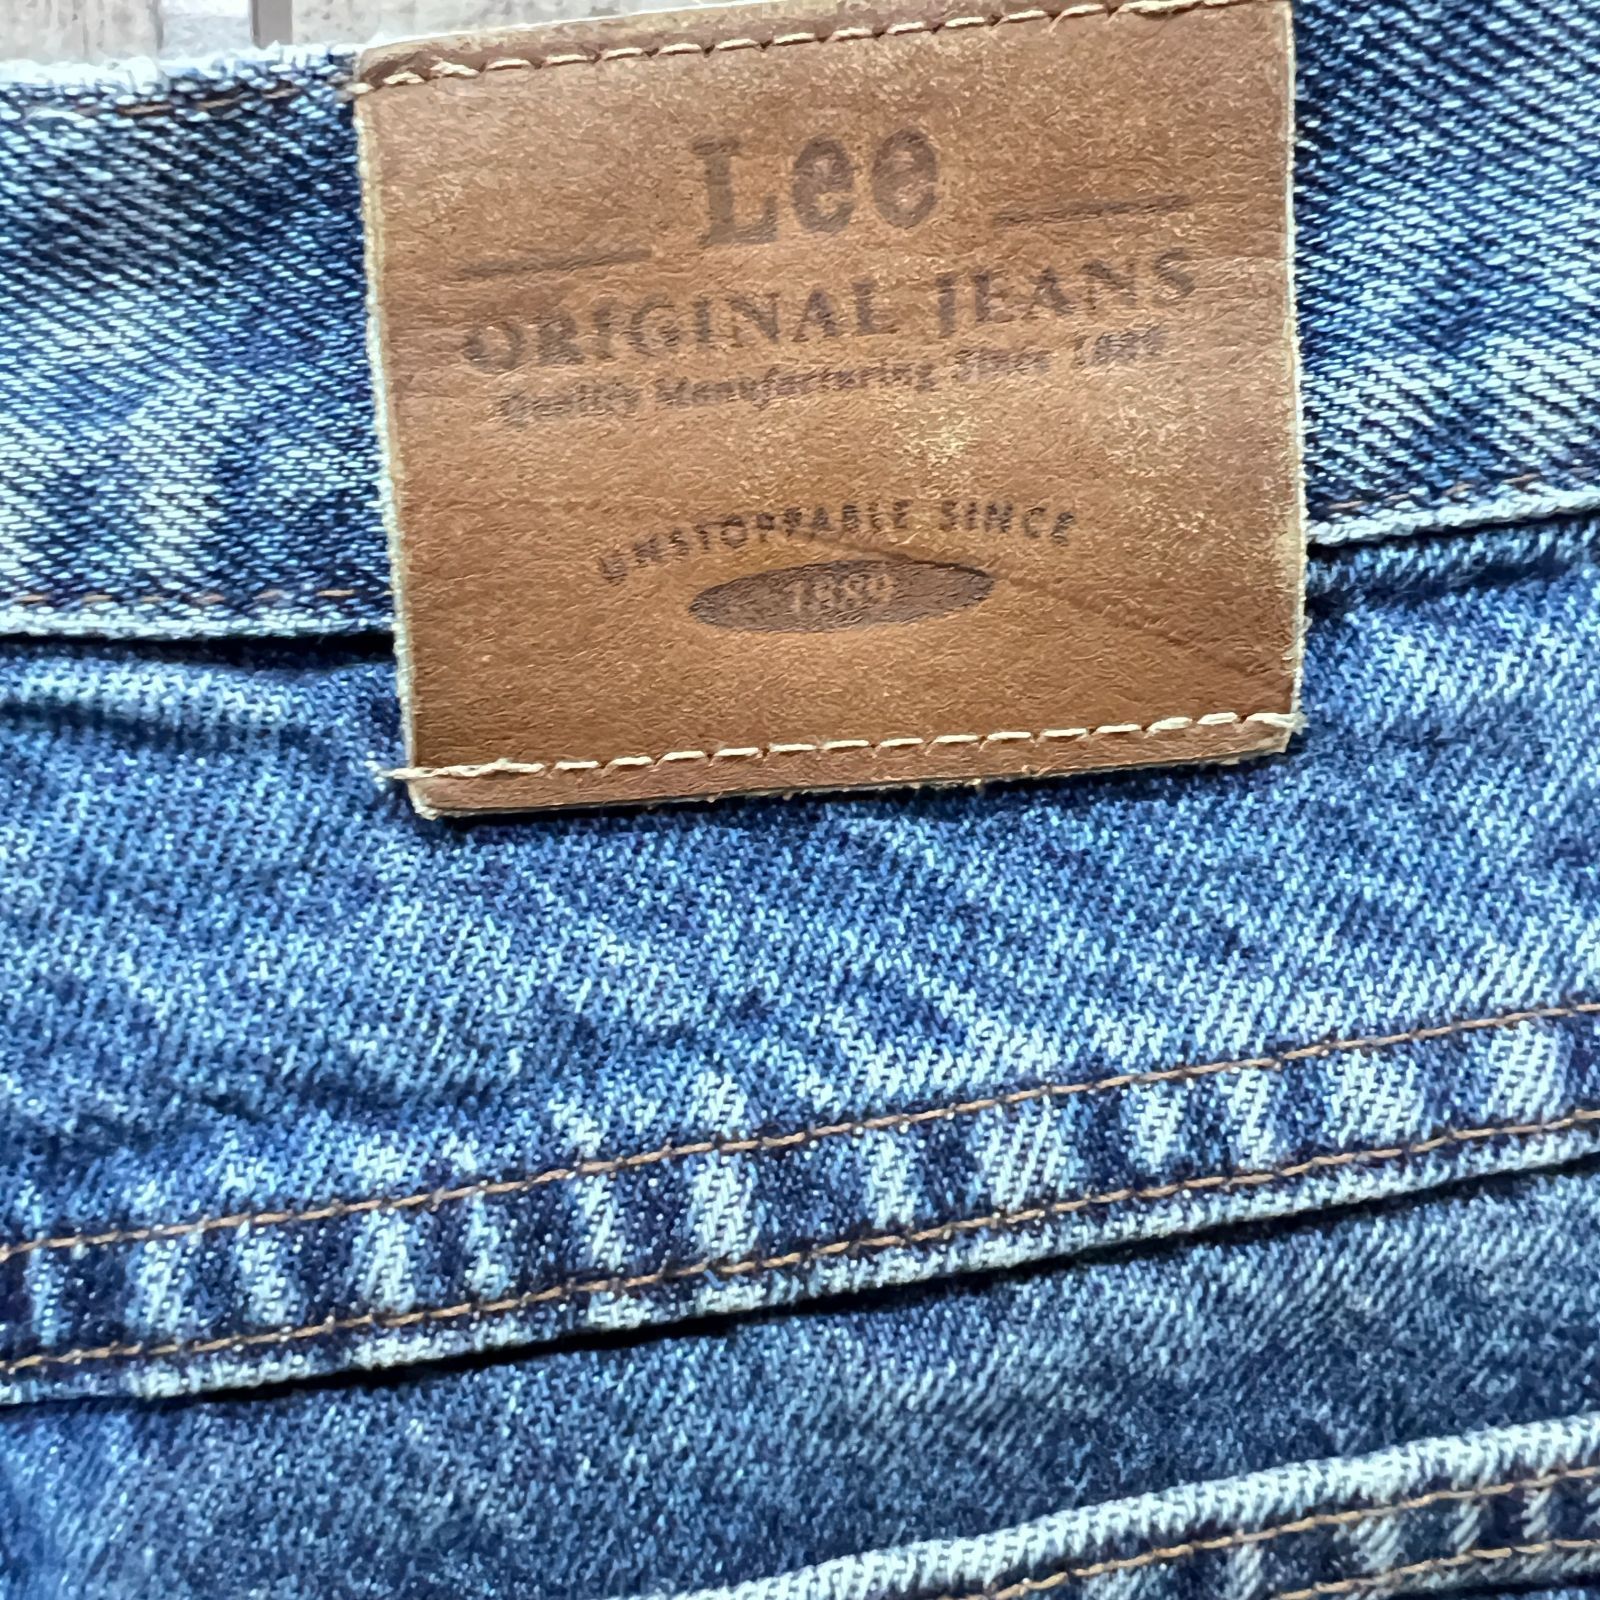 Lee
ORIGINAL JEANS
Quality Manufacturing Since 1889
UNSTOPPABLE SINCE
1889